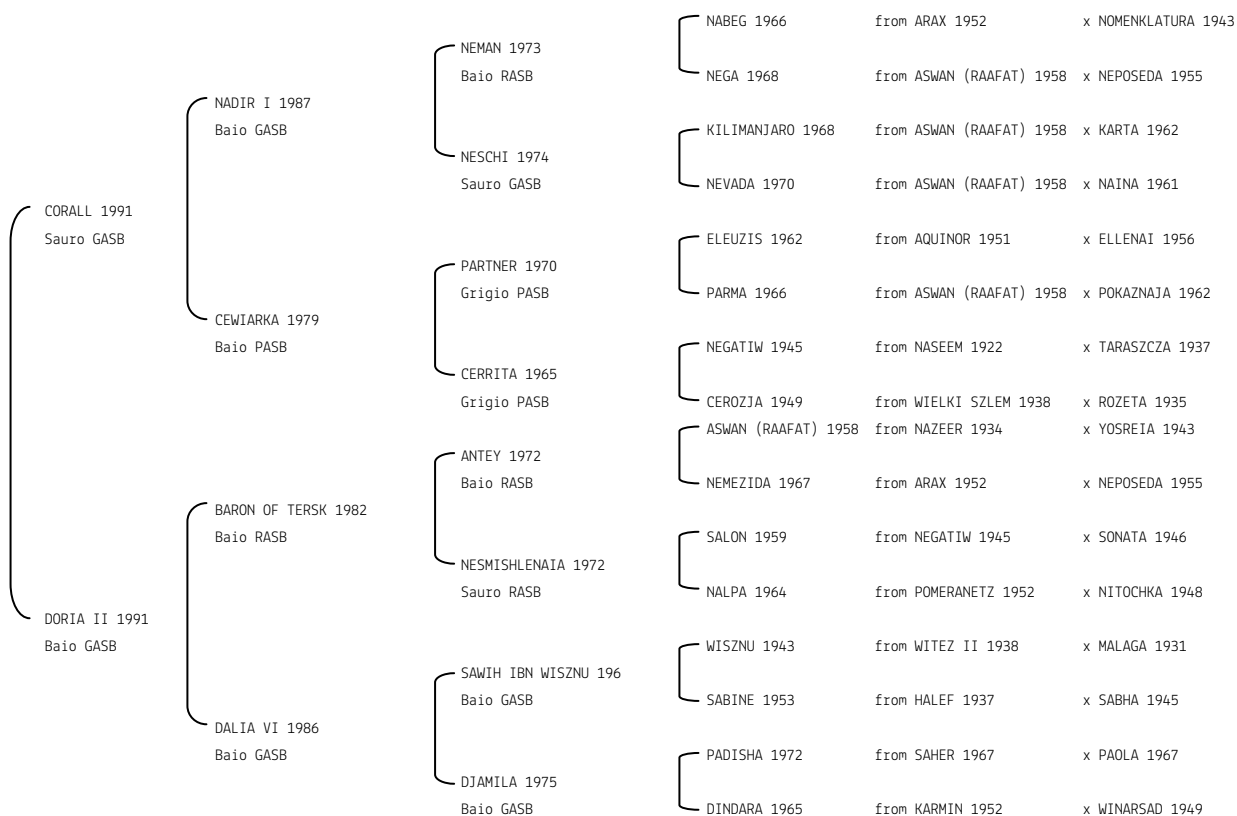 NABEG 1966 from ARAX 1952 x NOMENKLATURA 1943
NEMAN 1973
Baio RASB NEGA 1968 from ASWAN (RAAFAT) 1958 x NEPOSEDA 1955
NADIR I 1987
Baio GASB KILIMANJARO 1968 from ASWAN (RAAFAT) 1958 x KARTA 1962
NESCHI 1974
Sauro GASB NEVADA 1970 from ASWAN (RAAFAT) 1958 x NAINA 1961
CORALL 1991
Sauro GASB ELEUZIS 1962 from AQUINOR 1951 x ELLENAI 1956
PARTNER 1970
Grigio PASB PARMA 1966 from ASWAN (RAAFAT) 1958 x POKAZNAJA 1962
CEWIARKA 1979
Baio PASB NEGATIW 1945 from NASEEM 1922 x TARASZCZA 1937
CERRITA 1965
Grigio PASB CEROZJA 1949 from WIELKI SZLEM 1938 x ROZETA 1935
ASWAN (RAAFAT) 1958 from NAZEER 1934 x YOSREIA 1943
ANTEY 1972
Baio RASB NEMEZIDA 1967 from ARAX 1952 x NEPOSEDA 1955
BARON OF TERSK 1982
Baio RASB SALON 1959 from NEGATIW 1945 x SONATA 1946
NESMISHLENAIA 1972
Sauro RASB NALPA 1964 from POMERANETZ 1952 x NITOCHKA 1948
DORIA II 1991
Baio GASB WISZNU 1943 from WITEZ II 1938 x MALAGA 1931
SAWIH IBN WISZNU 196
Baio GASB SABINE 1953 from HALEF 1937 x SABHA 1945
DALIA VI 1986
Baio GASB PADISHA 1972 from SAHER 1967 x PAOLA 1967
DJAMILA 1975
Baio GASB DINDARA 1965 from KARMIN 1952 x WINARSAD 1949